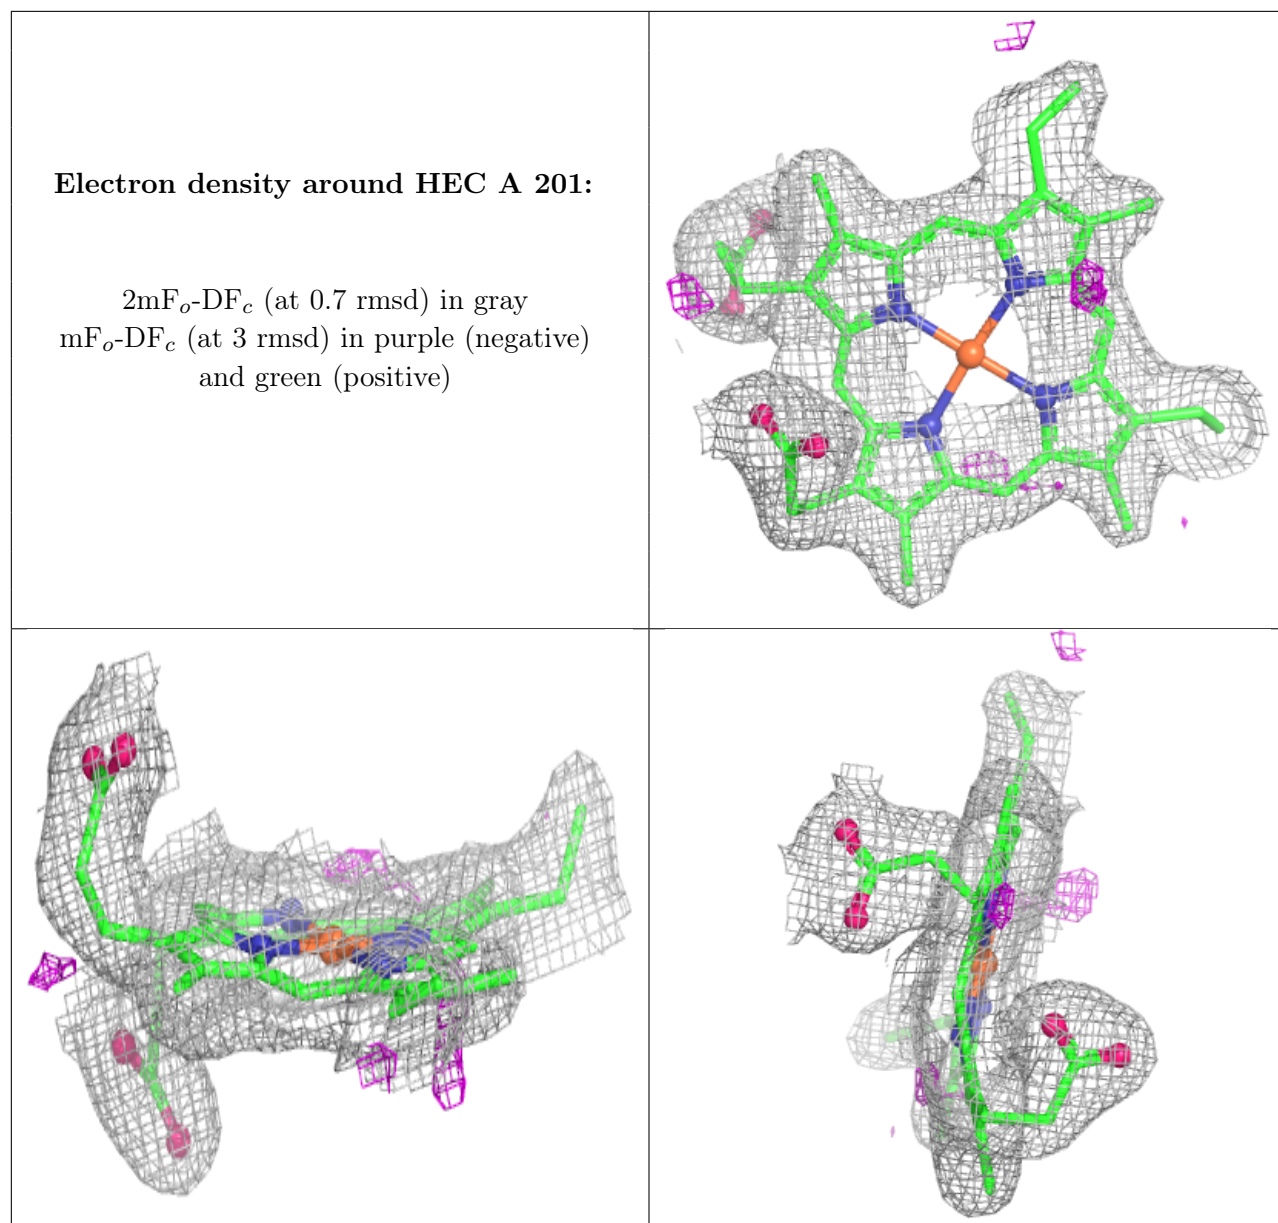 Electron density around HEC A 201:
2mFo-DFc (at 0.7 rmsd) in gray
mFo-DFc (at 3 rmsd) in purple (negative)
and green (positive)